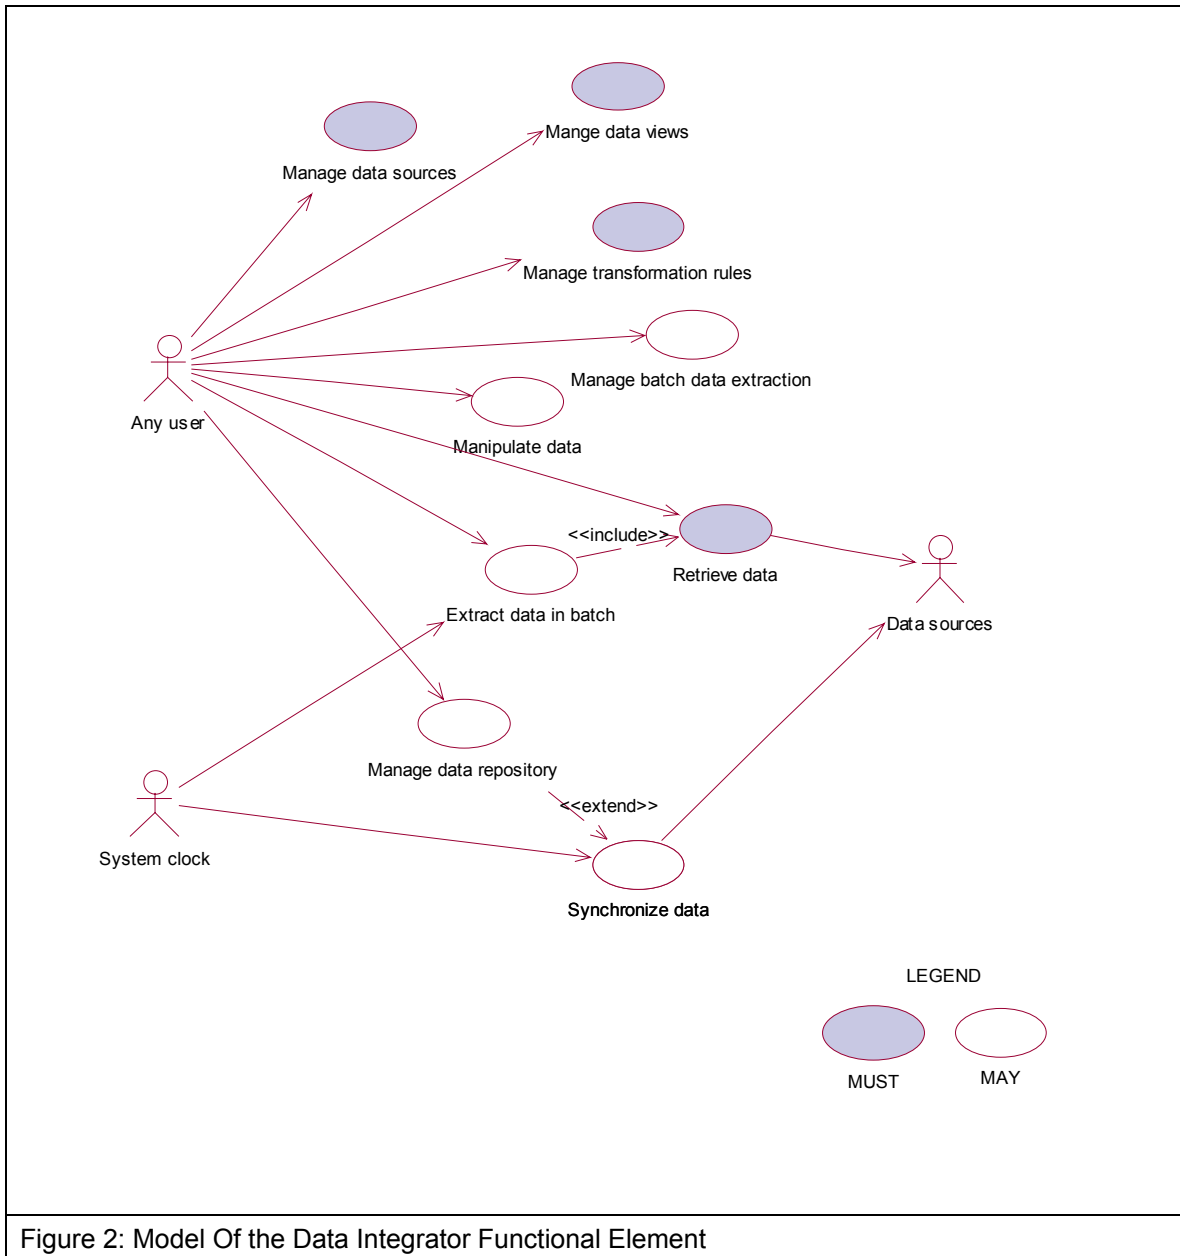 Mange data views
Manage data sources
Manage transformation rules
Manage batch data extraction
Any user
Manipulate data
<<include>>
Retrieve data
Extract data in batch
Data sources
Manage data repository
<<extend>>
System clock
Synchronize data
LEGEND
MUST
MAY
Figure 2: Model Of the Data Integrator Functional Element